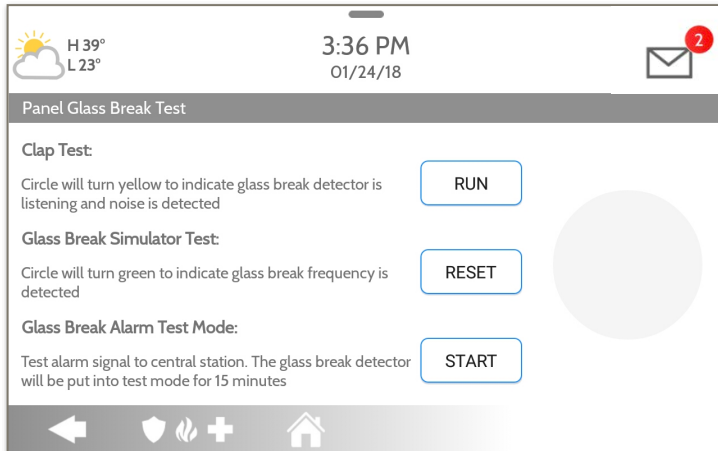 H 39°
L 23°
3:36 PM
01/24/18
2
Panel Glass Break Test
Clap Test:
Circle will turn yellow to indicate glass break detector is
listening and noise is detected
RUN
Glass Break Simulator Test:
Circle will turn green to indicate glass break frequency is
detected
RESET
Glass Break Alarm Test Mode:
Test alarm signal to central station. The glass break detector
will be put into test mode for 15 minutes
START